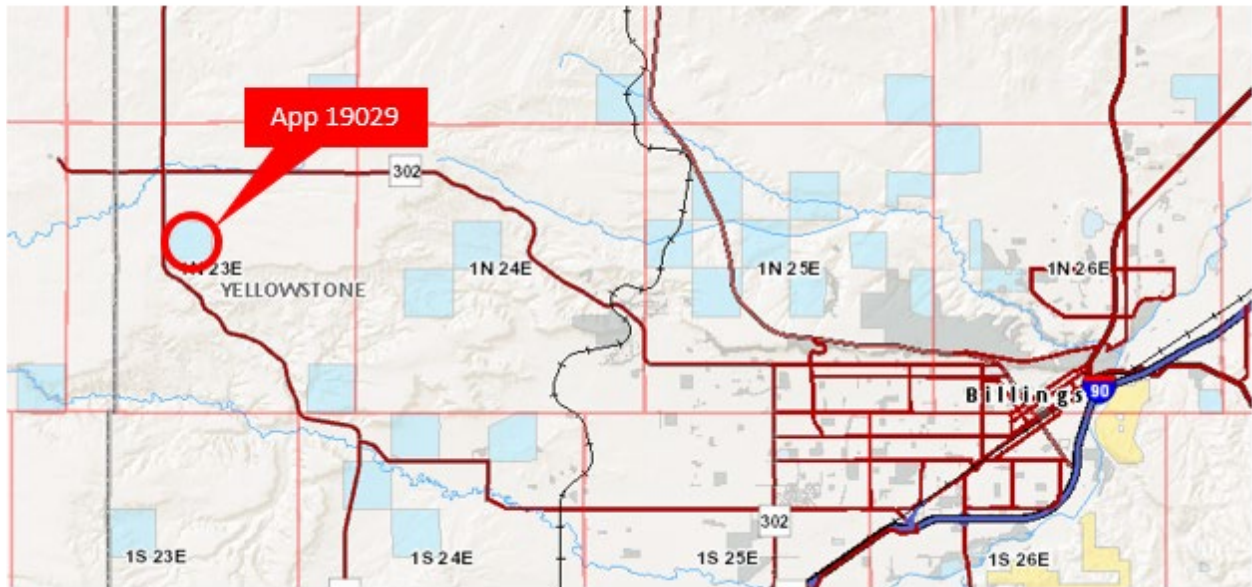 App 19029
302
1N 23E
1N 24E
1N 25E
1N 26E
YELLOWSTONE
Billings
90
302
1S 23E
1S 24E
1S 25E
1S 26E